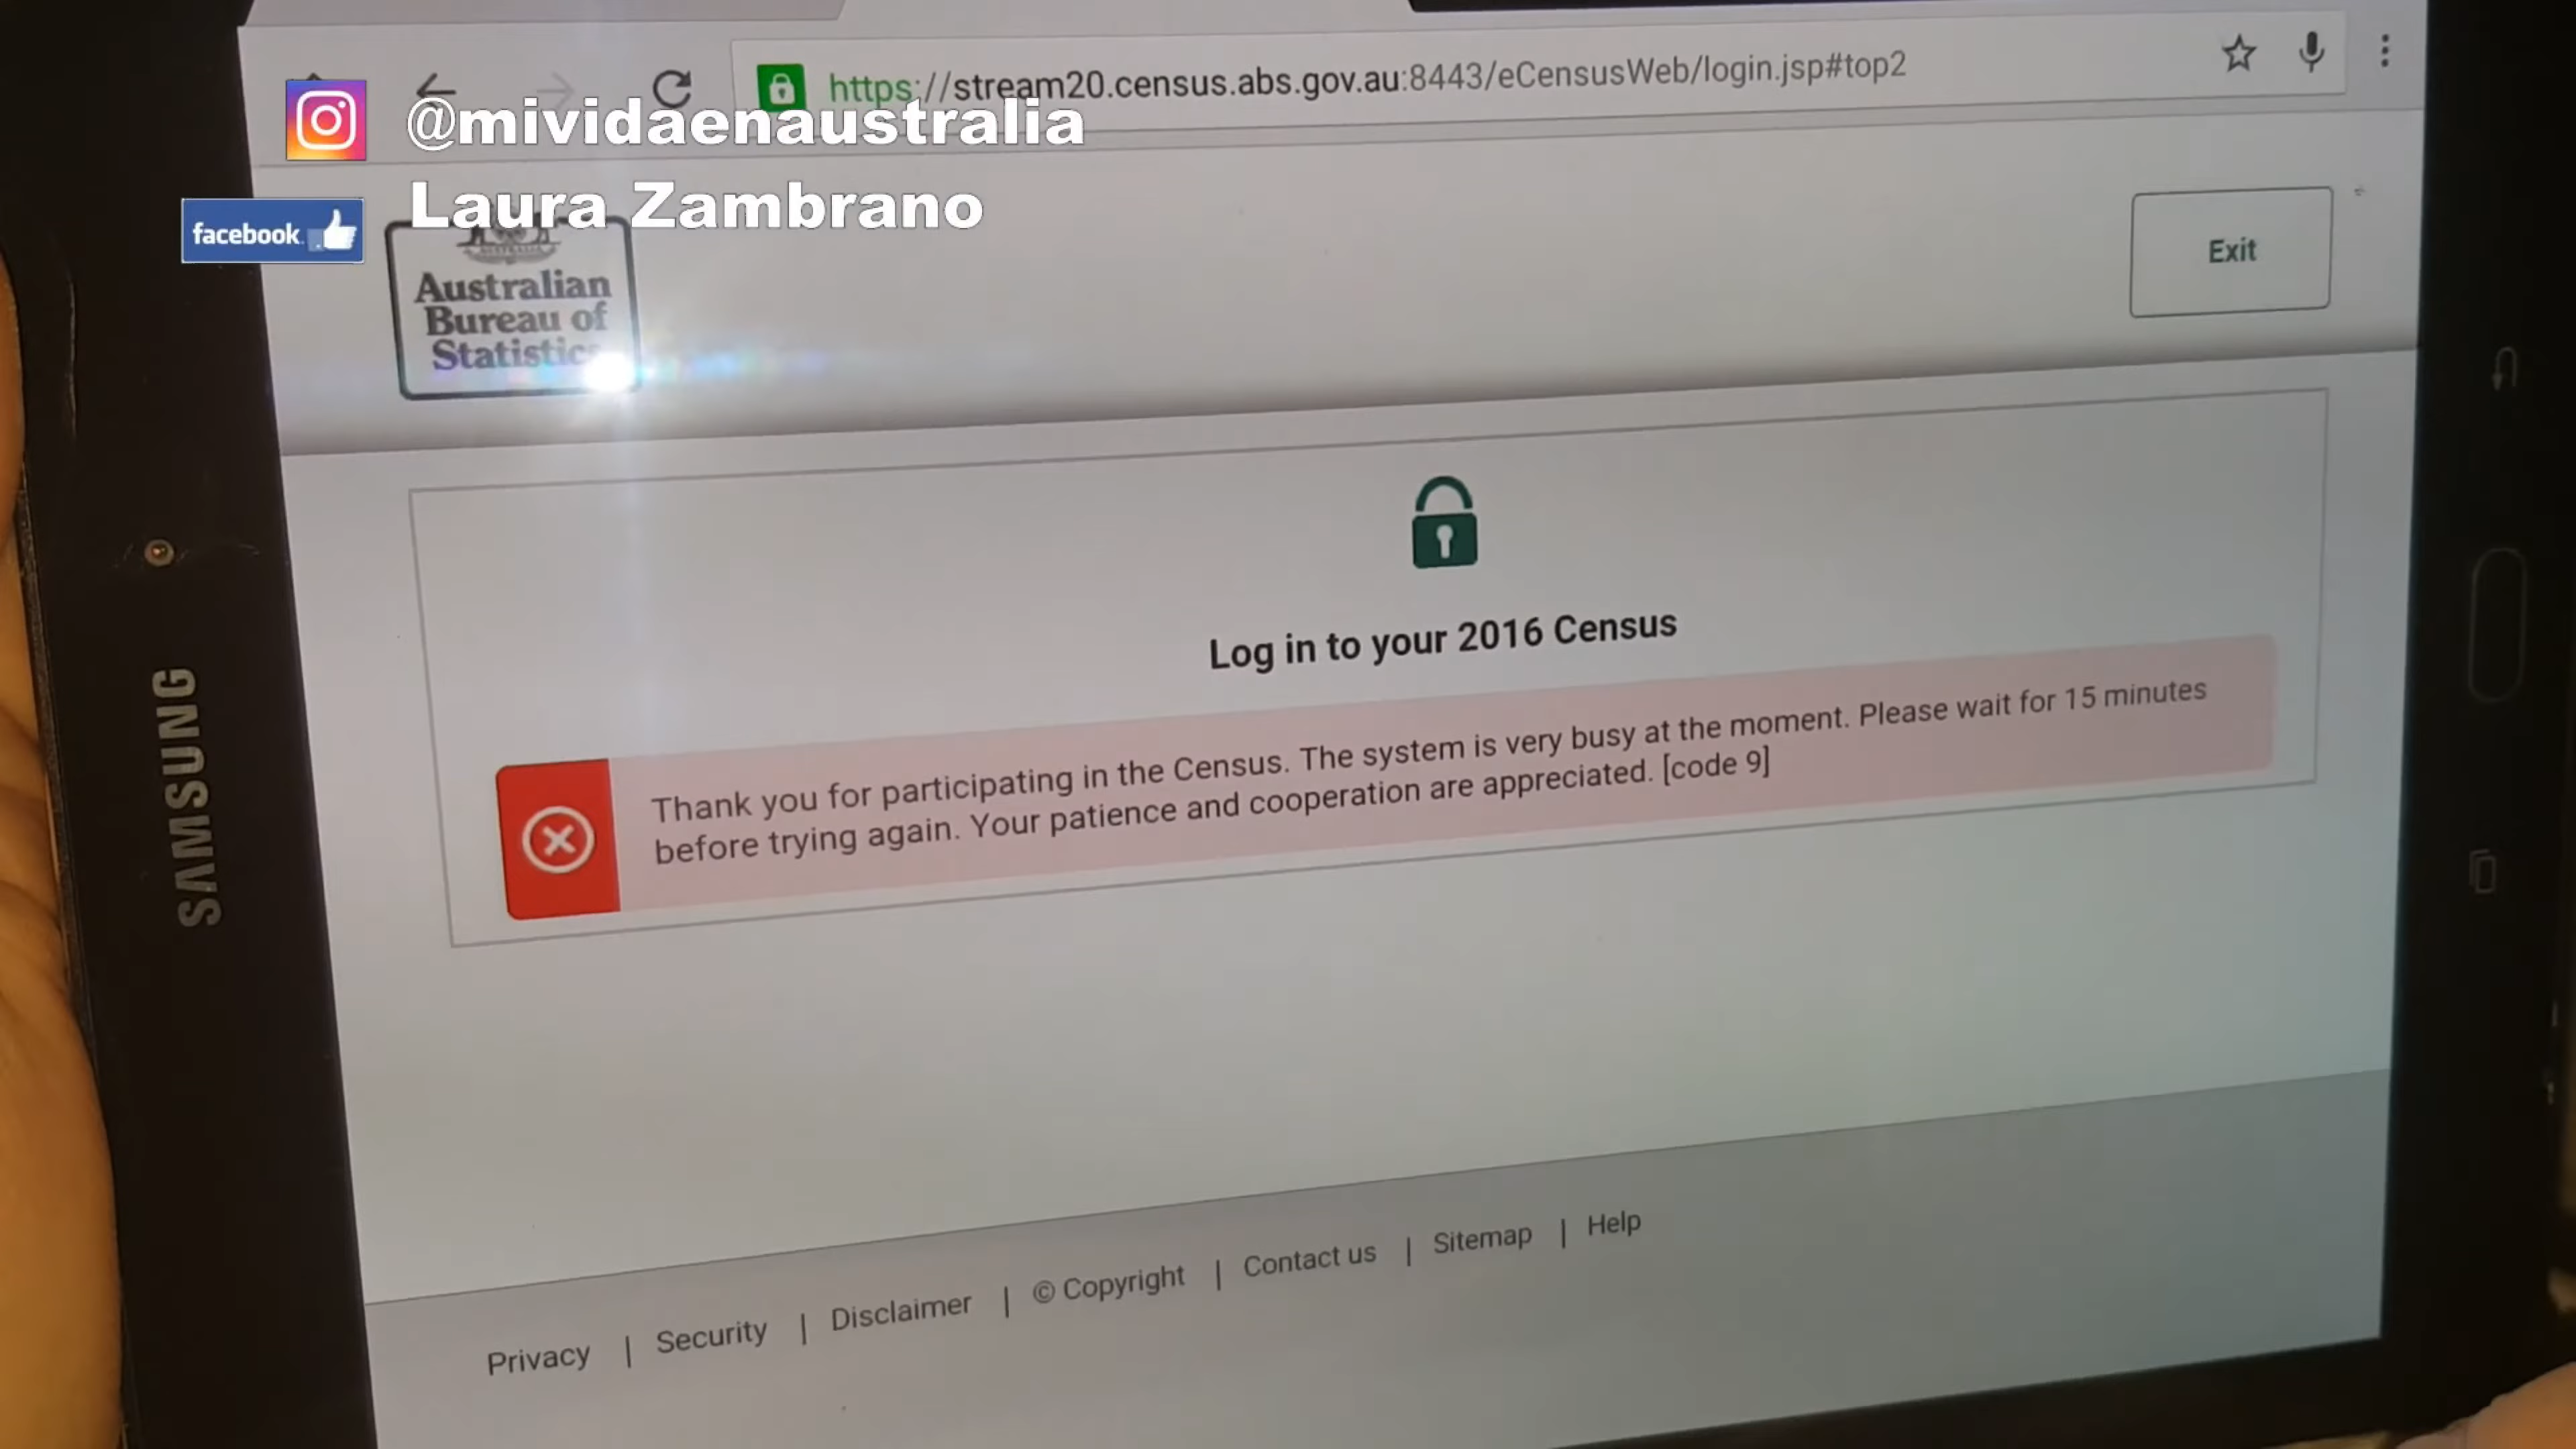 https://stream20.census.abs.gov.au:8443/eCensusWeb/login.jsp#top2
@mividaenaustralia
facebook
Laura Zambrano
Australian
Bureau of
Statistics
Exit
Log in to your 2016 Census
Thank you for participating in the Census. The system is very busy at the moment. Please wait for 15 minutes
before trying again. Your patience and cooperation are appreciated. [code 9]
SAMSUNG
Privacy | Security | Disclaimer | © Copyright | Contact us | Sitemap | Help